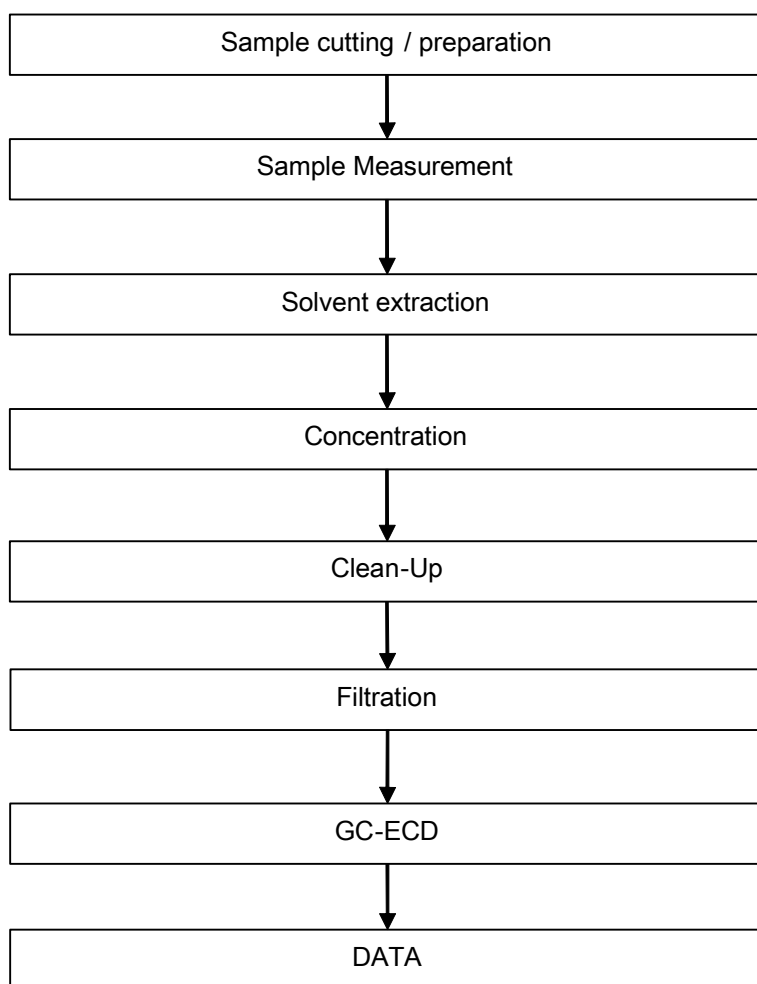 Sample cutting / preparation
Sample Measurement
Solvent extraction
Concentration
Clean-Up
Filtration
GC-ECD
DATA